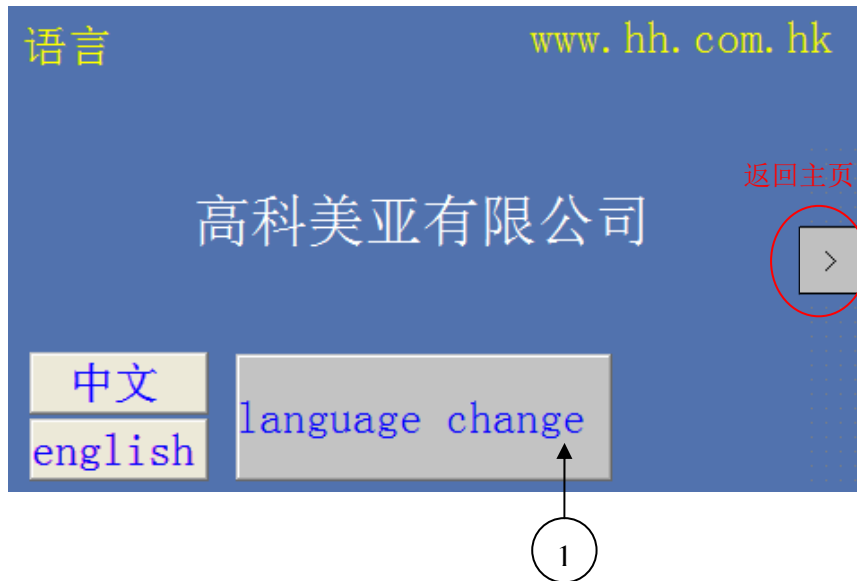 语言
www.hh.com.hk
返回主页
高科美亚有限公司
>
中文
language change
english
1